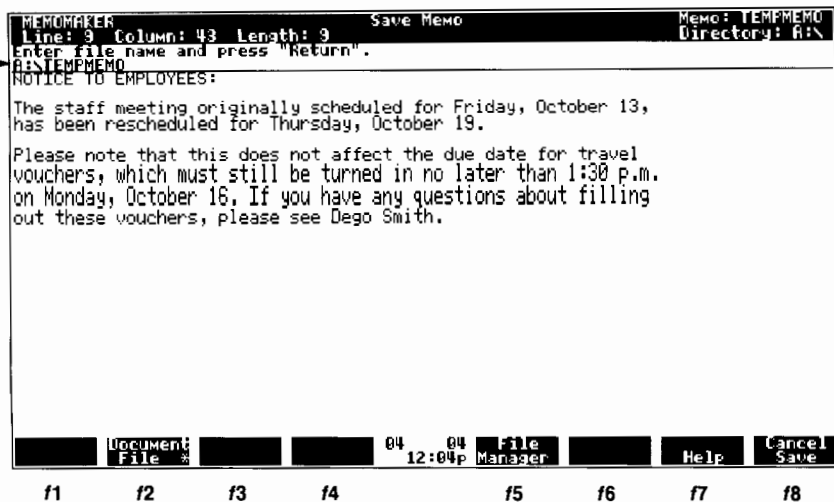 MEMOMAKER Save Memo Memo: TEMPMEMO
Line: 9 Column: 43 Length: 9 Directory: A:\
Enter file name and press "Return".
A:\TEMPMEMO
NOTICE TO EMPLOYEES:
The staff meeting originally scheduled for Friday, October 13,
has been rescheduled for Thursday, October 19.
Please note that this does not affect the due date for travel
vouchers, which must still be turned in no later than 1:30 p.m.
on Monday, October 16. If you have any questions about filling
out these vouchers, please see Dego Smith.
Document 04 04 File Cancel
File * 12:04p Manager Help Save
f1 f2 f3 f4 f5 f6 f7 f8